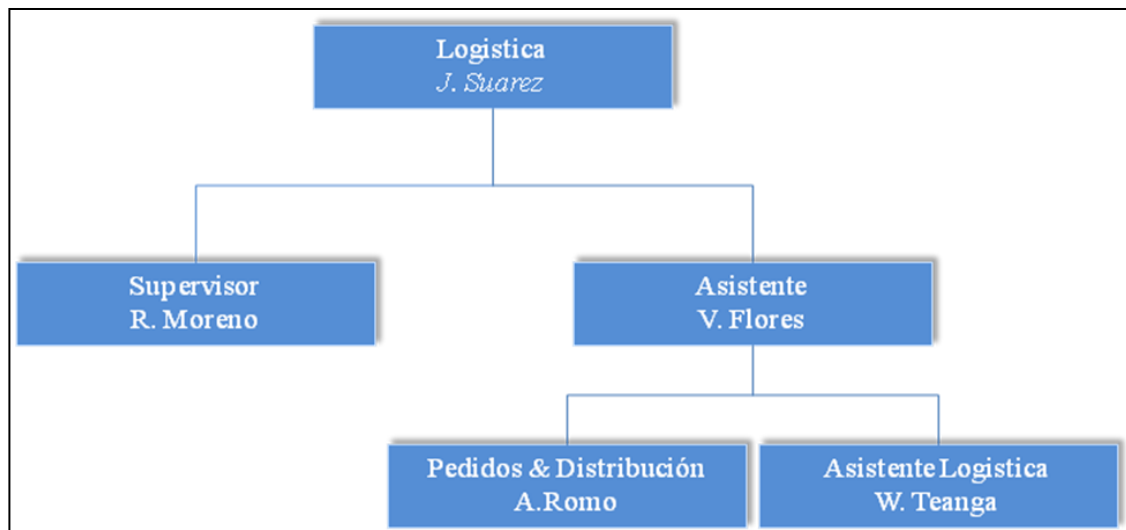 Logistica
J. Suarez
Supervisor
R. Moreno
Asistente
V. Flores
Pedidos & Distribución
A.Romo
Asistente Logistica
W. Teanga